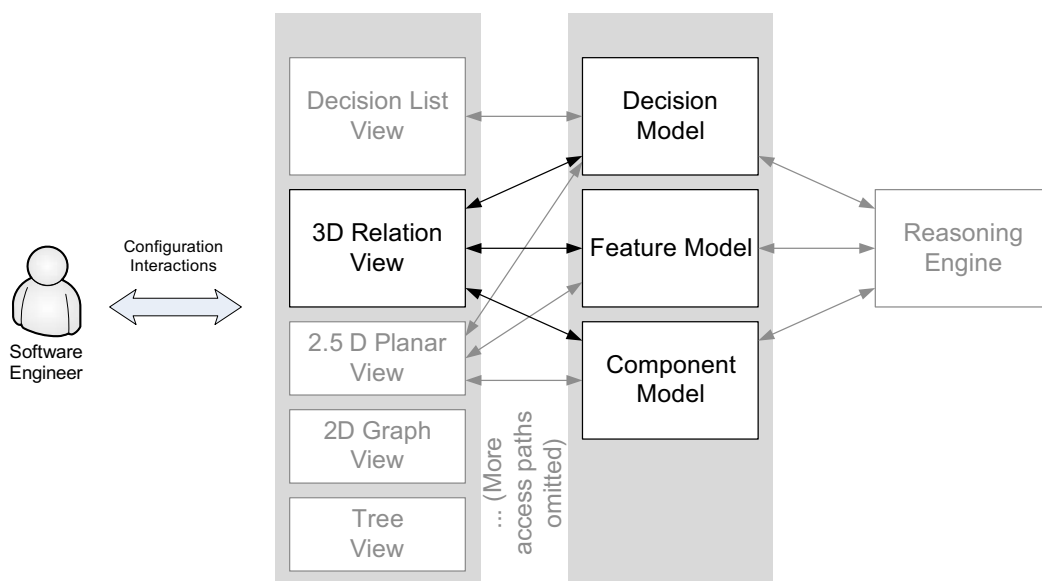 Software
Engineer
Configuration
Interactions
Decision List
View
3D Relation
View
2.5 D Planar
View
2D Graph
View
Tree
View
... (More
access paths
omitted)
Decision
Model
Feature Model
Component
Model
Reasoning
Engine